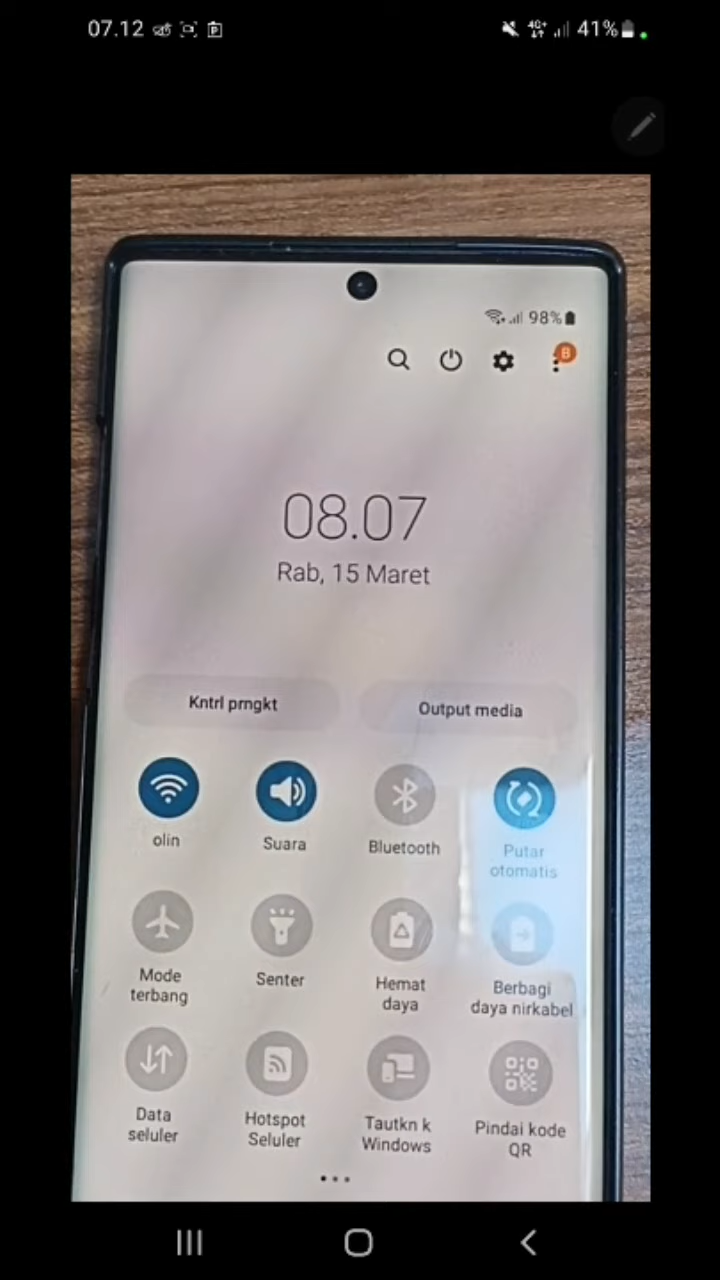 07.12
4G+ 41%
98%
B
08.07
Rab, 15 Maret
Kntrl prngkt Output media
olin Suara Bluetooth Putar
otomatis
Mode
terbang Senter Hemat
daya Berbagi
daya nirkabel
Data
seluler Hotspot
Seluler Tautkn k
Windows Pindai kode
QR